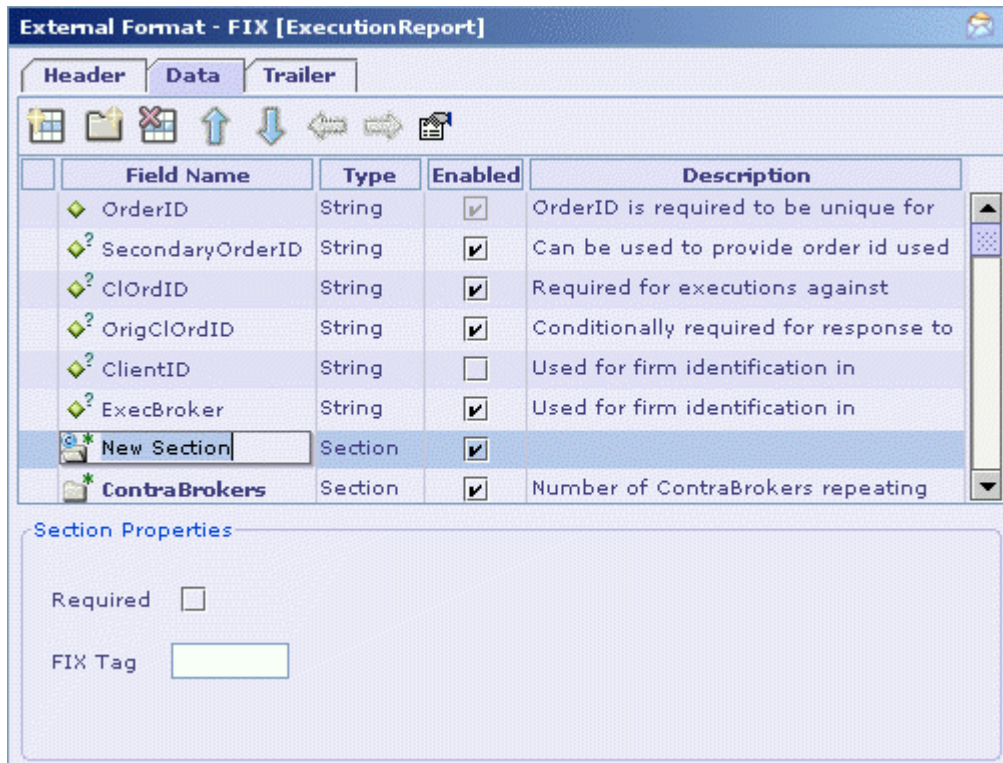 External Format - FIX [ExecutionReport]
Header Data Trailer
Field Name Type Enabled Description
OrderID String OrderID is required to be unique for
? SecondaryOrderID String Can be used to provide order id used
? ClOrdID String Required for executions against
? OrigClOrdID String Conditionally required for response to
? ClientID String Used for firm identification in
? ExecBroker String Used for firm identification in
* New Section Section
* ContraBrokers Section Number of ContraBrokers repeating
Section Properties
Required
FIX Tag